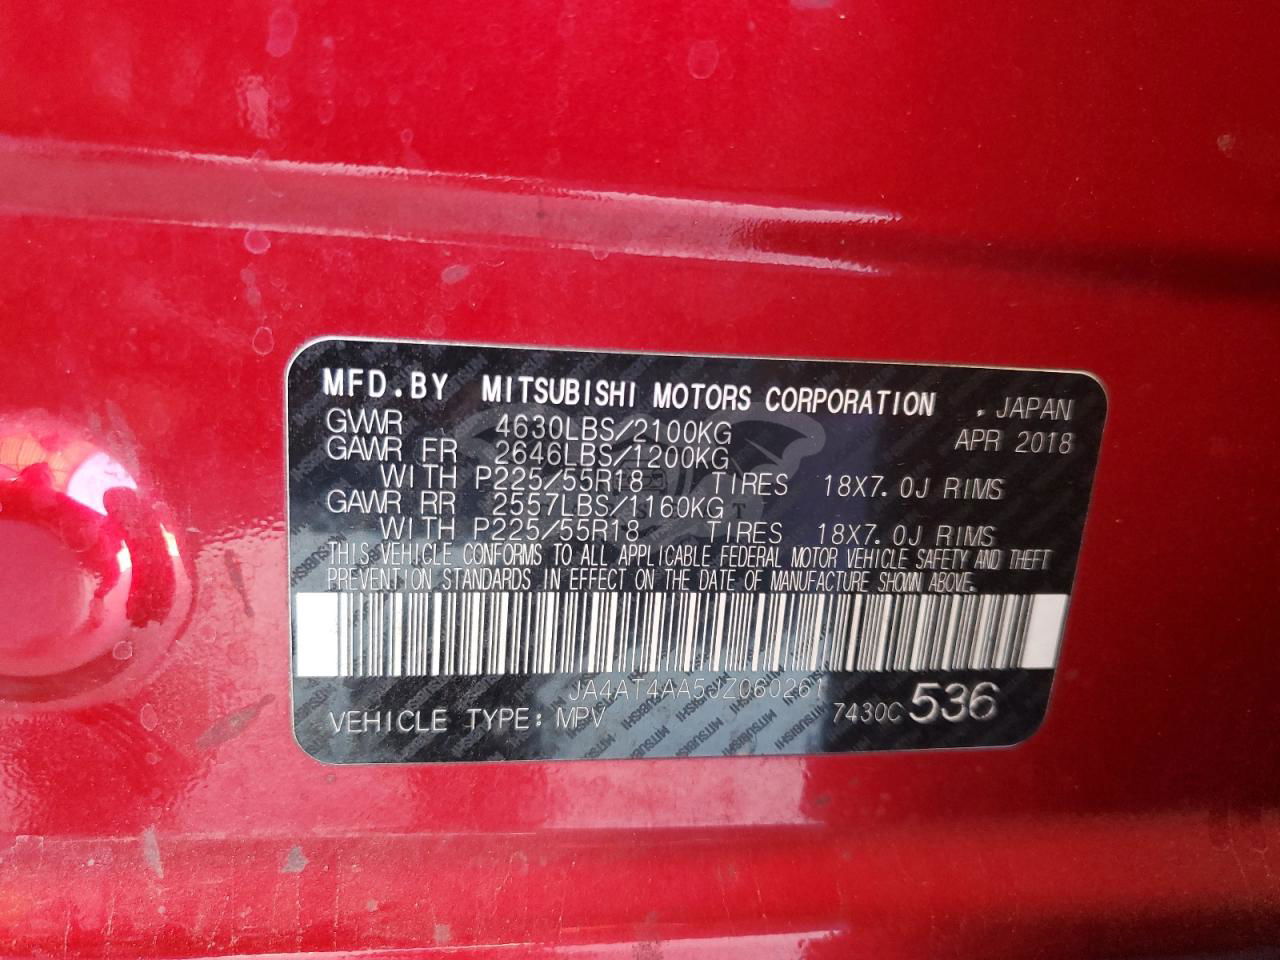 MFD.BY MITSUBISHI MOTORS CORPORATION . JAPAN
GVWR 4630LBS/2100KG APR 2018
GAWR FR 2646LBS/1200KG
WITH P225/55R18 TIRES 18X7.0J RIMS
GAWR RR 2557LBS/1160KG
WITH P225/55R18 TIRES 18X7.0J RIMS
THIS VEHICLE CONFORMS TO ALL APPLICABLE FEDERAL MOTOR VEHICLE SAFETY AND THEFT
PREVENTION STANDARDS IN EFFECT ON THE DATE OF MANUFACTURE SHOWN ABOVE.
JA4AT4AA5JZ060261
VEHICLE TYPE: MPV 7430C 536